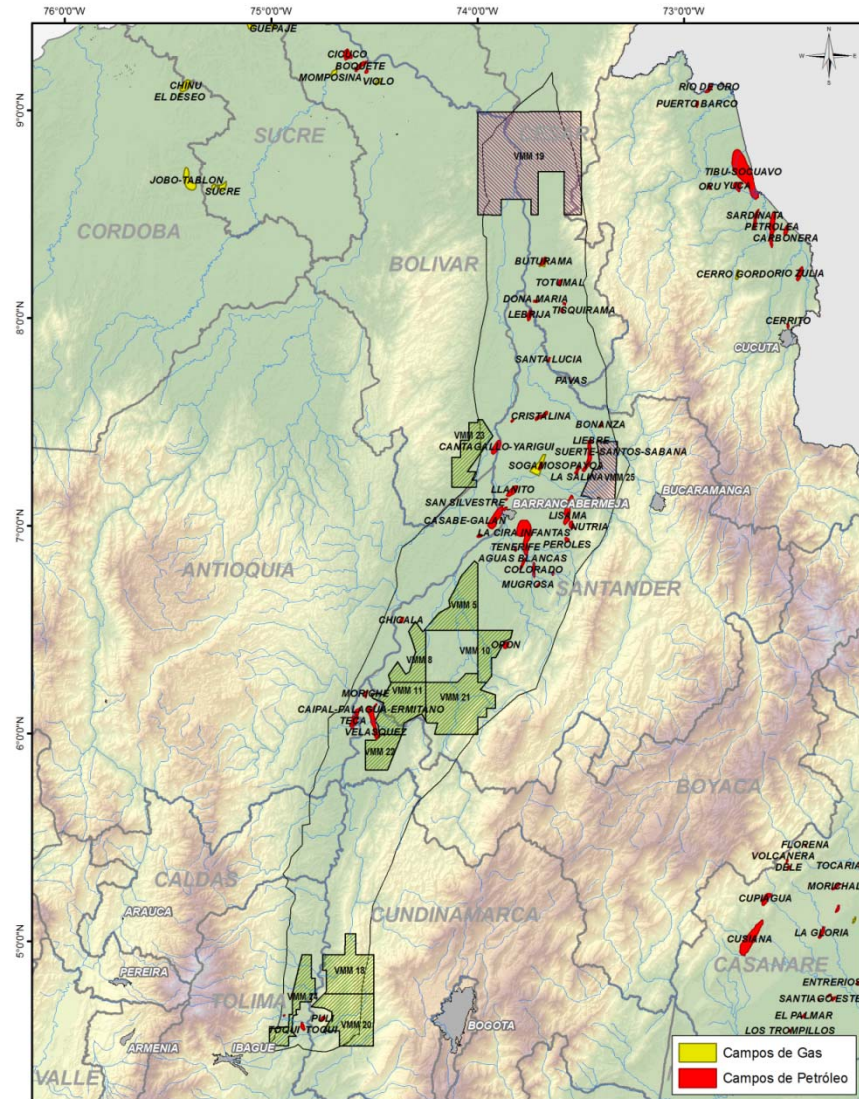 76°0'0"W
75°0'0"W
74°0'0"W
73°0'0"W
9°0'0"N
8°0'0"N
7°0'0"N
6°0'0"N
5°0'0"N
N
W
E
S
GUEPAJE
CICUCO
BOQUETE
MOMPOSINA
VIOLO
CHINU
EL DESEO
SUCRE
CESAR
VMM 19
RIO DE ORO
PUERTO BARCO
JOBO-TABLON
SUCRE
TIBU-SOCUAVO
ORU
YUCA
SARDINATA
PETROLEA
CARBONERA
CORDOBA
BOLIVAR
BUTURAMA
TOTUMAL
CERRO GORDO
RIO ZULIA
DONA MARIA
TISQUIRAMA
LEBRIJA
CERRITO
CUCUTA
SANTA LUCIA
PAVAS
CRISTALINA
BONANZA
VMM 23
CANTAGALLO-YARIGUI
LIEBRE
SUERTE-SANTOS-SABANA
SOGAMOSO
PAYOA
LA SALINA
VMM 25
LLANITO
BUCARAMANGA
SAN SILVESTRE
BARRANCABERMEJA
CASABE-GALAN
LISAMA
NUTRIA
LA CIRA INFANTAS
TENERIFE
PEROLES
AGUAS BLANCAS
COLORADO
MUGROSA
ANTIOQUIA
SANTANDER
VMM 5
CHICALA
VMM 8
VMM 10
OPON
MORICHE
VMM 11
VMM 21
CAIPAL-PALAGUA-ERMITANO
TECA
VELASQUEZ
VMM 22
BOYACA
CALDAS
FLORENA
VOLCANERA
DELE
TOCARIA
MORICHAL
CUPIAGUA
ARAUCA
CUNDINAMARCA
CUSIANA
LA GLORIA
CASANARE
PEREIRA
VMM 18
VMM 24
TOLIMA
ENTRERIOS
SANTIAGO ESTE
PULI
TOQUI TOQUI
VMM 20
BOGOTA
EL PALMAR
LOS TROMPILLOS
ARMENIA
IBAGUE
VALLE
Campos de Gas
Campos de Petróleo